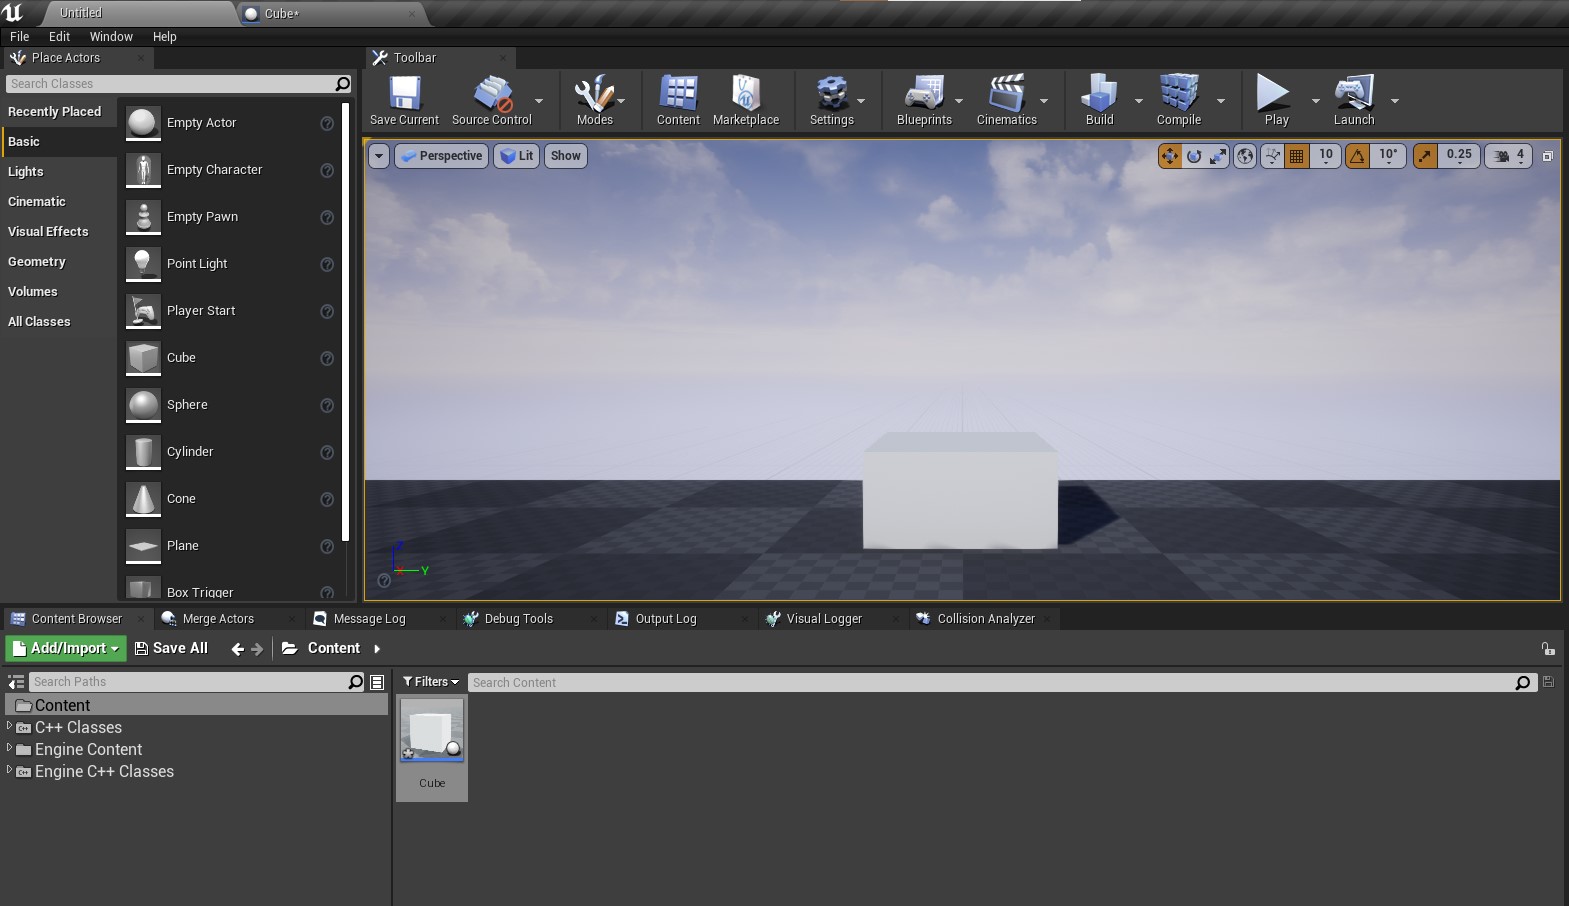 Untitled
Cube*
File Edit Window Help
Place Actors
Toolbar
Search Classes
Recently Placed
Basic
Lights
Cinematic
Visual Effects
Geometry
Volumes
All Classes
Empty Actor
Empty Character
Empty Pawn
Point Light
Player Start
Cube
Sphere
Cylinder
Cone
Plane
Box Trigger
Save Current
Source Control
Modes
Content
Marketplace
Settings
Blueprints
Cinematics
Build
Compile
Play
Launch
Perspective
Lit
Show
10
10°
0.25
4
Z
X
Y
Content Browser
Merge Actors
Message Log
Debug Tools
Output Log
Visual Logger
Collision Analyzer
Add/Import
Save All
Content
Search Paths
Filters
Search Content
Content
C++ Classes
Engine Content
Engine C++ Classes
Cube